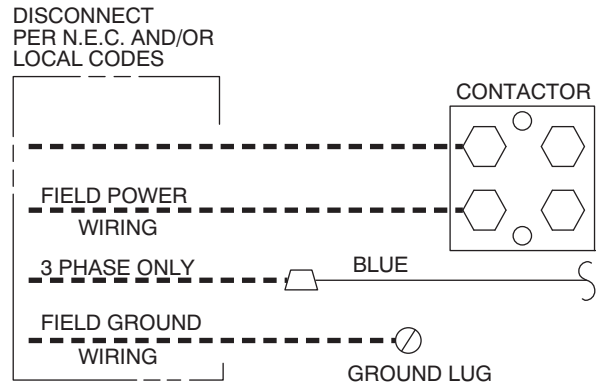 DISCONNECT
PER N.E.C. AND/OR
LOCAL CODES
CONTACTOR
FIELD POWER
WIRING
3 PHASE ONLY
BLUE
FIELD GROUND
WIRING
GROUND LUG